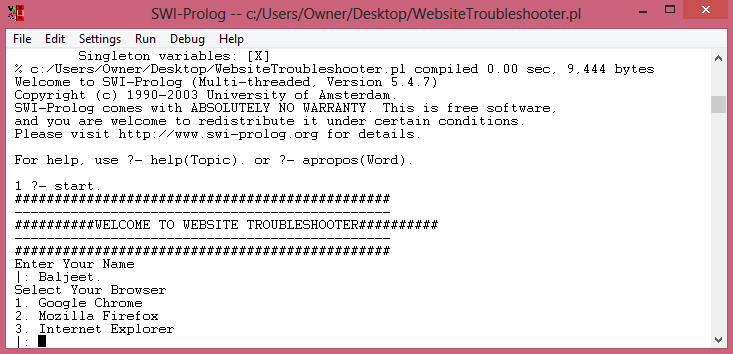 SWI-Prolog -- c:/Users/Owner/Desktop/WebsiteTroubleshooter.pl
File Edit Settings Run Debug Help
Singleton variables: [X]
% c:/Users/Owner/Desktop/WebsiteTroubleshooter.pl compiled 0.00 sec, 9,444 bytes
Welcome to SWI-Prolog (Multi-threaded, Version 5.4.7)
Copyright (c) 1990-2003 University of Amsterdam.
SWI-Prolog comes with ABSOLUTELY NO WARRANTY. This is free software,
and you are welcome to redistribute it under certain conditions.
Please visit http://www.swi-prolog.org for details.
For help, use ?- help(Topic). or ?- apropos(Word).
1 ?- start.
###############################################
-----------------------------------------------
##########WELCOME TO WEBSITE TROUBLESHOOTER##########
-----------------------------------------------
###############################################
Enter Your Name
|: Baljeet.
Select Your Browser
1. Google Chrome
2. Mozilla Firefox
3. Internet Explorer
|: